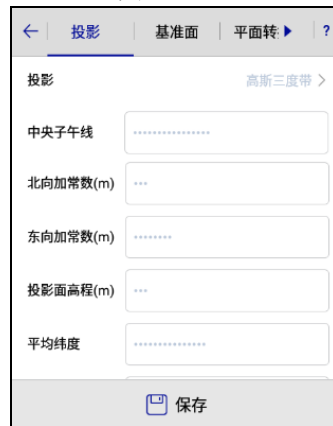 投影 基准面 平面转 ?
投影 高斯三度带 >
中央子午线 ················
北向加常数(m) ···
东向加常数(m) ········
投影面高程(m) ···
平均纬度 ···············
保存